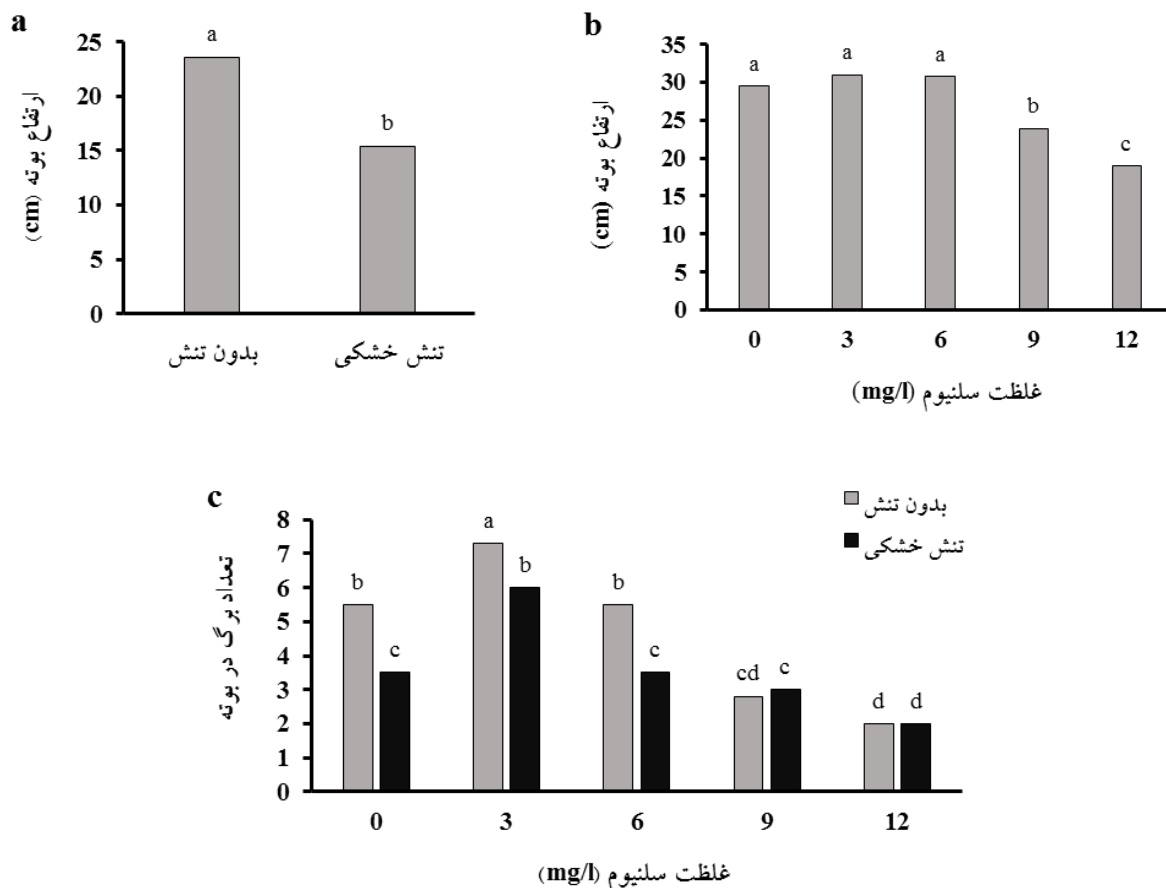 a
ارتفاع بوته (cm)
25
20
15
10
5
0
a
b
بدون تنش
تنش خشکی
b
ارتفاع بوته (cm)
35
30
25
20
15
10
5
0
a
a
a
b
c
0 3 6 9 12
غلظت سلنیوم (mg/l)
c
بدون تنش
تنش خشکی
تعداد برگ در بوته
8
7
6
5
4
3
2
1
0
b
c
a
b
b
c
cd
c
d
d
0 3 6 9 12
غلظت سلنیوم (mg/l)